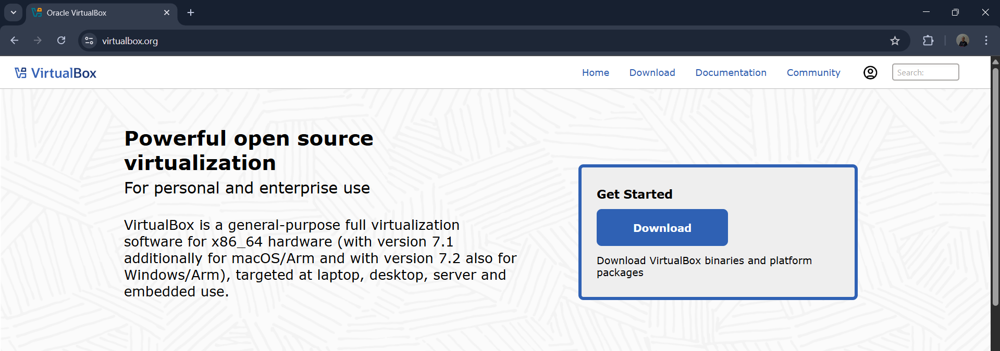 Oracle VirtualBox
virtualbox.org
VirtualBox
Home
Download
Documentation
Community
Search:
Powerful open source
virtualization
For personal and enterprise use
VirtualBox is a general-purpose full virtualization
software for x86_64 hardware (with version 7.1
additionally for macOS/Arm and with version 7.2 also for
Windows/Arm), targeted at laptop, desktop, server and
embedded use.
Get Started
Download
Download VirtualBox binaries and platform
packages